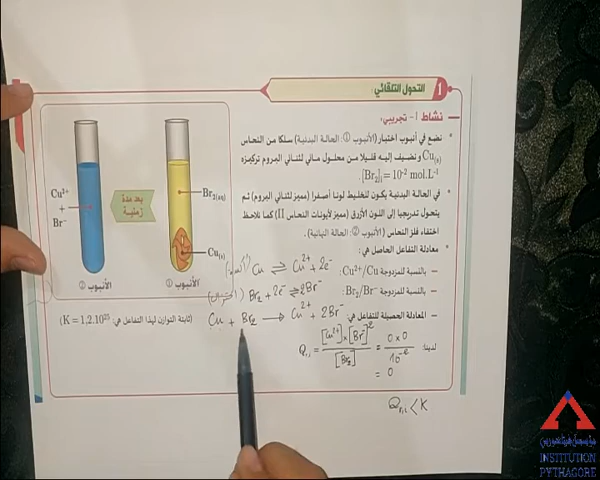 1 التحول التلقائي:
نشاط 1- تجريبي:
• نضع في أنبوب اختبار (الأنبوب ①: الحالة البدئية) سلكا من النحاس
Cu(s) ونضيف إليه قليلا من محلول مائي لثنائي البروم تركيزه
[Br2]i = 10-2 mol.L-1.
• في الحالة البدئية يكون للخليط لونا أصفرا (مميز لثنائي البروم) ثم
يتحول تدريجيا إلى اللون الأزرق (مميز لأيونات النحاس II) كما نلاحظ
اختفاء فلز النحاس (الأنبوب ②: الحالة النهائية).
• معادلة التفاعل الحاصل هي:
— بالنسبة للمزدوجة Cu2+/Cu: Cu ⇌ Cu2+ + 2e-
— بالنسبة للمزدوجة Br2/Br-: Br2 + 2e- ⇌ 2Br-
— المعادلة الحصيلة للتفاعل هي: Cu + Br2 → Cu2+ + 2Br-
(ثابتة التوازن لهذا التفاعل هي: K = 1,2.1025)
لدينا: Qr,i = [Cu2+]×[Br-]2 / [Br2] = 0×0 / 10-2
= 0
Qr,i < K
Cu2+
+
Br-
بعد مدة
زمنية
Br2(aq)
Cu(s)
الأنبوب ②
الأنبوب ①
مؤسسة بيتاغور
INSTITUTION
PYTHAGORE